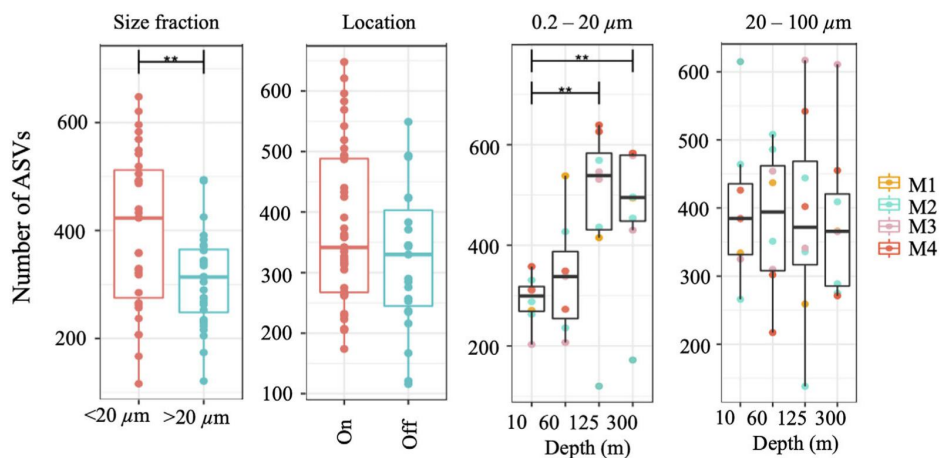 Size fraction
Location
0.2 – 20 µm
20 – 100 µm
Number of ASVs
**
600
400
200
<20 µm
>20 µm
600
500
400
300
200
100
On
Off
**
**
600
400
200
10
60
125
300
Depth (m)
600
500
400
300
200
10
60
125
300
Depth (m)
M1
M2
M3
M4